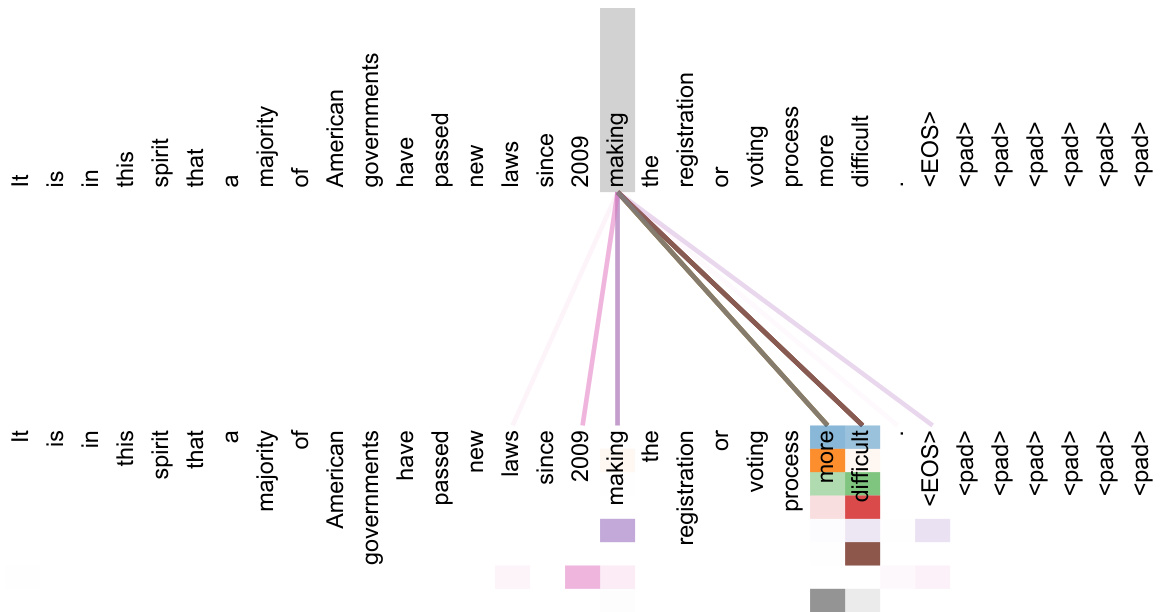 It is in this spirit that a majority of American governments have passed new laws since 2009 making the registration or voting process more difficult . <EOS> <pad> <pad> <pad> <pad> <pad> <pad>
It is in this spirit that a majority of American governments have passed new laws since 2009 making the registration or voting process more difficult . <EOS> <pad> <pad> <pad> <pad> <pad> <pad>